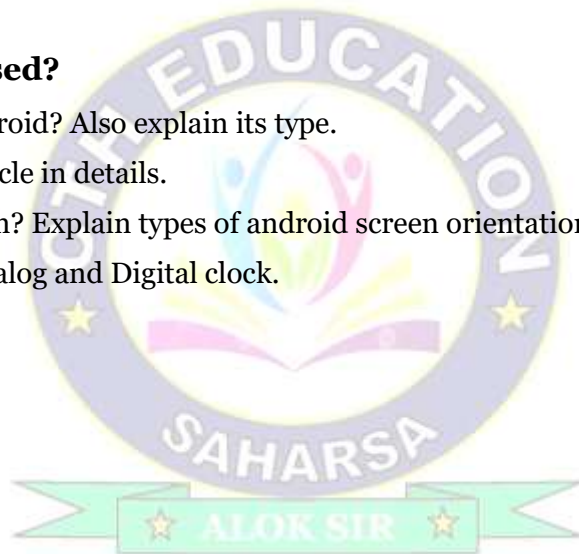 sed?
roid? Also explain its type.
cle in details.
n? Explain types of android screen orientation
alog and Digital clock.
OTH EDUCATION
SAHARSA
ALOK SIR